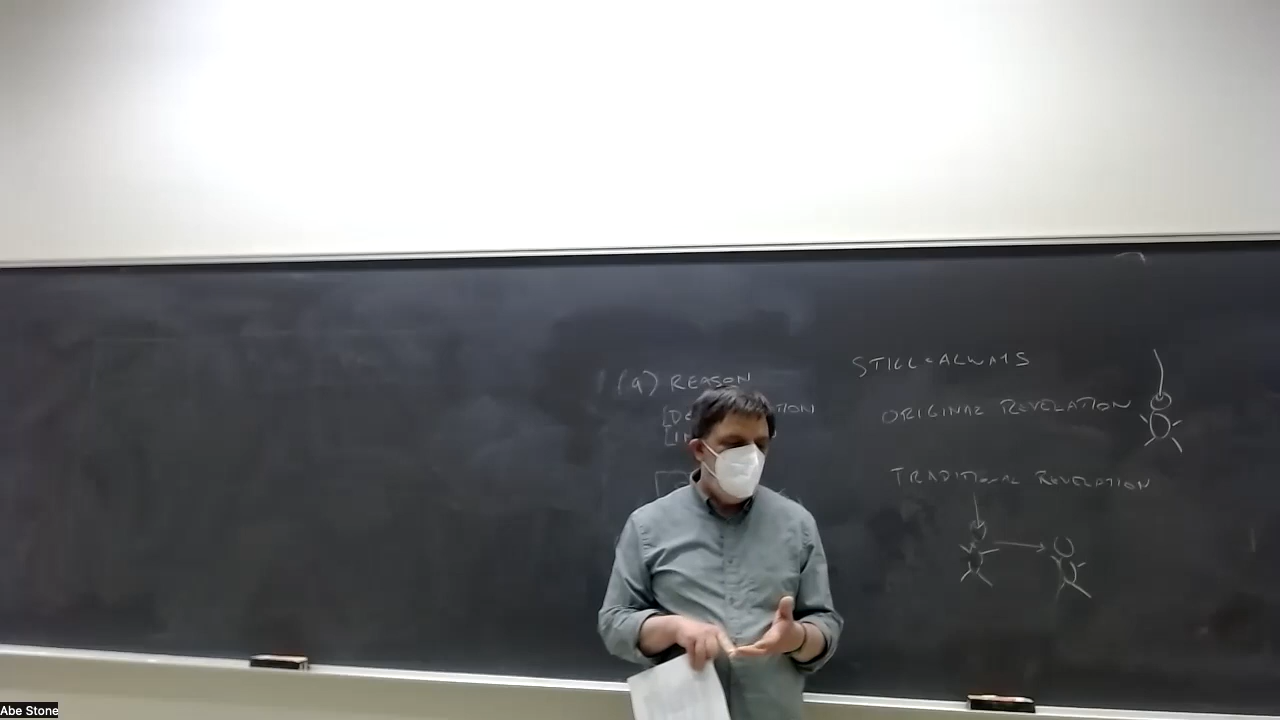 (a) REASON
STILL=ALWAYS
ORIGINAL REVELATION
TRADITIONAL REVELATION
Abe Stone